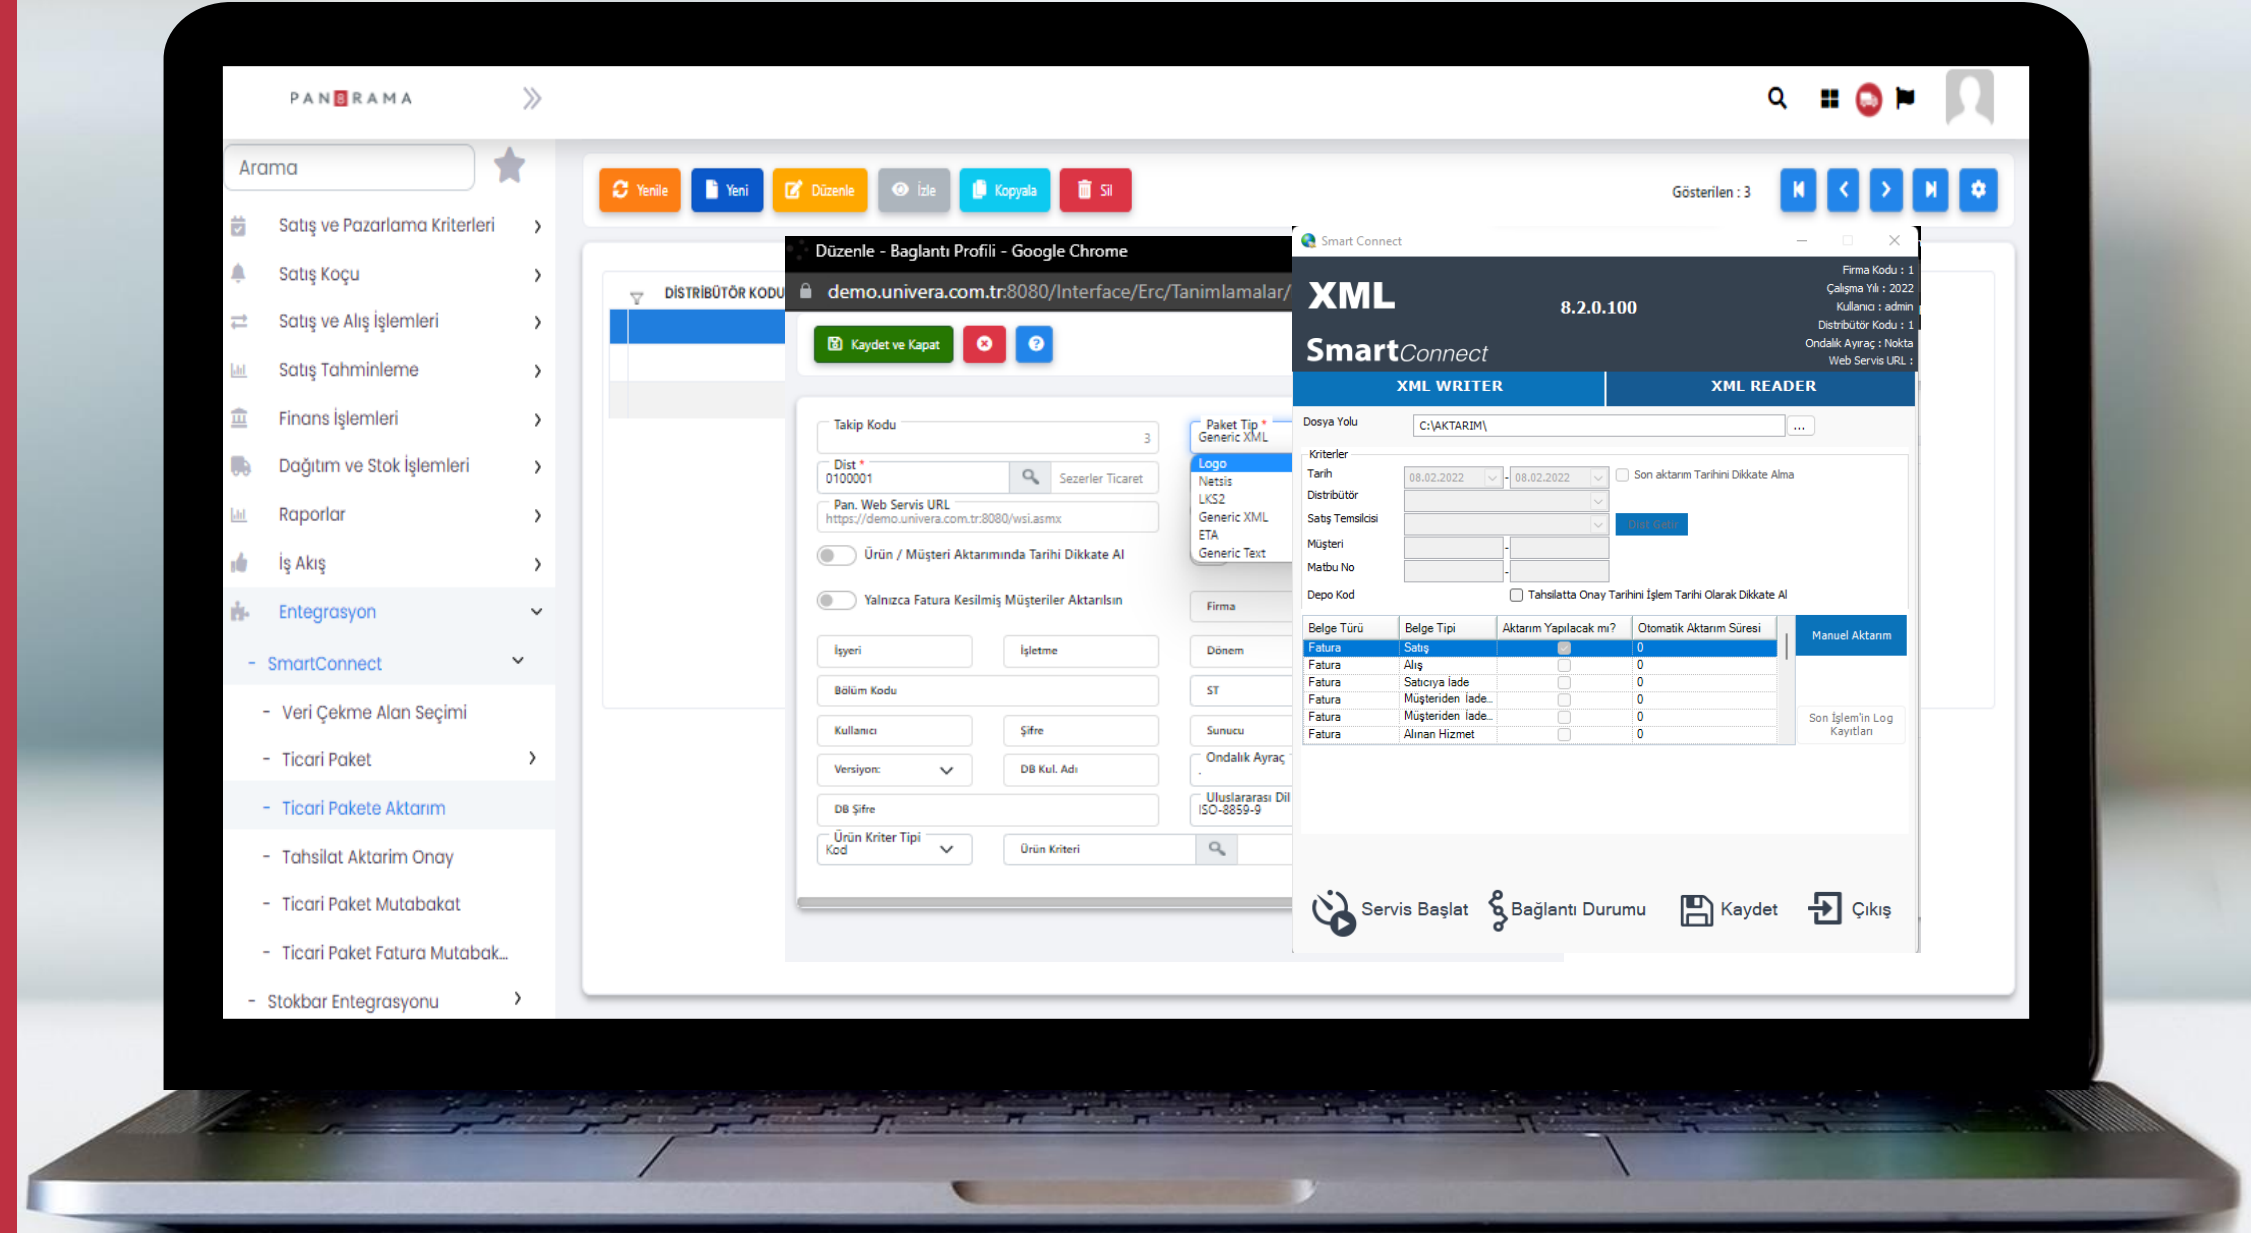 PAN8RAMA
Arama
Satış ve Pazarlama Kriterleri
Satış Koçu
Satış ve Alış İşlemleri
Satış Tahminleme
Finans İşlemleri
Dağıtım ve Stok İşlemleri
Raporlar
İş Akış
Entegrasyon
- SmartConnect
- Veri Çekme Alan Seçimi
- Ticari Paket
- Ticari Pakete Aktarım
- Tahsilat Aktarim Onay
- Ticari Paket Mutabakat
- Ticari Paket Fatura Mutabak...
- Stokbar Entegrasyonu
Yenile Yeni Düzenle İzle Kopyala Sil
Gösterilen : 3
DİSTRİBÜTÖR KODU
Düzenle - Baglantı Profili - Google Chrome
demo.univera.com.tr:8080/Interface/Erc/Tanimlamalar/
Kaydet ve Kapat
Takip Kodu
3
Dist *
0100001
Sezerler Ticaret
Pan. Web Servis URL
https://demo.univera.com.tr:8080/wsi.asmx
Ürün / Müşteri Aktarımında Tarihi Dikkate Al
Yalnızca Fatura Kesilmiş Müşteriler Aktarılsın
Paket Tip *
Generic XML
Logo
Netsis
LKS2
Generic XML
ETA
Generic Text
Firma
İşyeri İşletme Dönem
Bölüm Kodu ST
Kullanıcı Şifre Sunucu
Versiyon: DB Kul. Adı
Ondalık Ayraç
.
DB Şifre
Uluslararası Dil
ISO-8859-9
Ürün Kriter Tipi
Kod
Ürün Kriteri
Smart Connect
XML
SmartConnect
8.2.0.100
Firma Kodu : 1
Çalışma Yılı : 2022
Kullanıcı : admin
Distribütör Kodu : 1
Ondalık Ayıraç : Nokta
Web Servis URL :
XML WRITER XML READER
Dosya Yolu C:\AKTARIM\ ...
Kriterler
Tarih 08.02.2022 - 08.02.2022 Son aktarım Tarihini Dikkate Alma
Distribütör
Satış Temsilcisi Dist Getir
Müşteri -
Matbu No -
Depo Kod Tahsilatta Onay Tarihini İşlem Tarihi Olarak Dikkate Al
Belge Türü Belge Tipi Aktarım Yapılacak mı? Otomatik Aktarım Süresi
Fatura Satış 0
Fatura Alış 0
Fatura Satıcıya İade 0
Fatura Müşteriden İade... 0
Fatura Müşteriden İade... 0
Fatura Alınan Hizmet 0
Manuel Aktarım
Son İşlem'in Log
Kayıtları
Servis Başlat Bağlantı Durumu Kaydet Çıkış